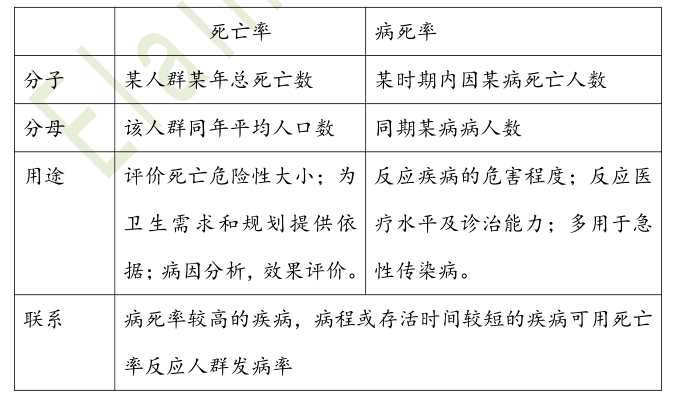 死亡率 病死率
分子 某人群某年总死亡数 某时期内因某病死亡人数
分母 该人群同年平均人口数 同期某病病人数
用途 评价死亡危险性大小；为 反应疾病的危害程度；反应医
卫生需求和规划提供依 疗水平及诊治能力；多用于急
据；病因分析，效果评价。 性传染病。
联系 病死率较高的疾病，病程或存活时间较短的疾病可用死亡
率反应人群发病率